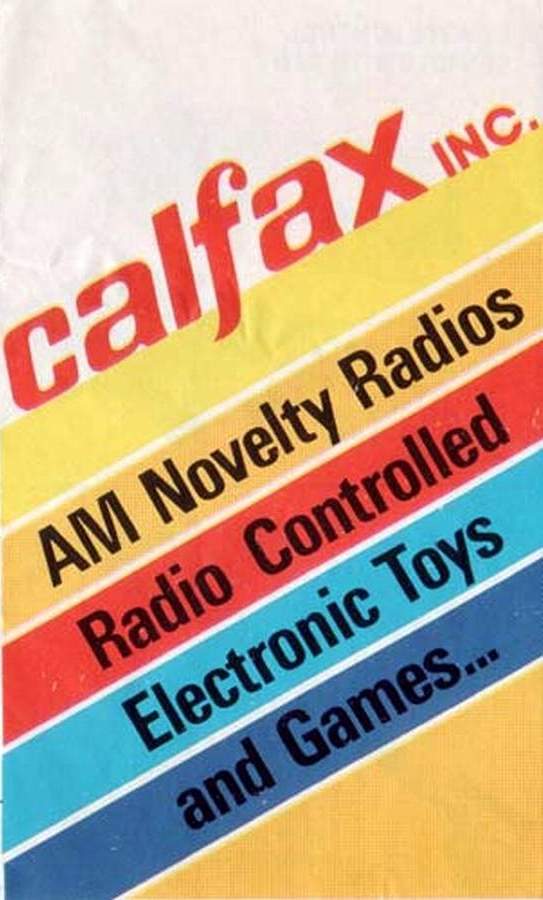 calfax INC.
AM Novelty Radios
Radio Controlled
Electronic Toys
and Games...